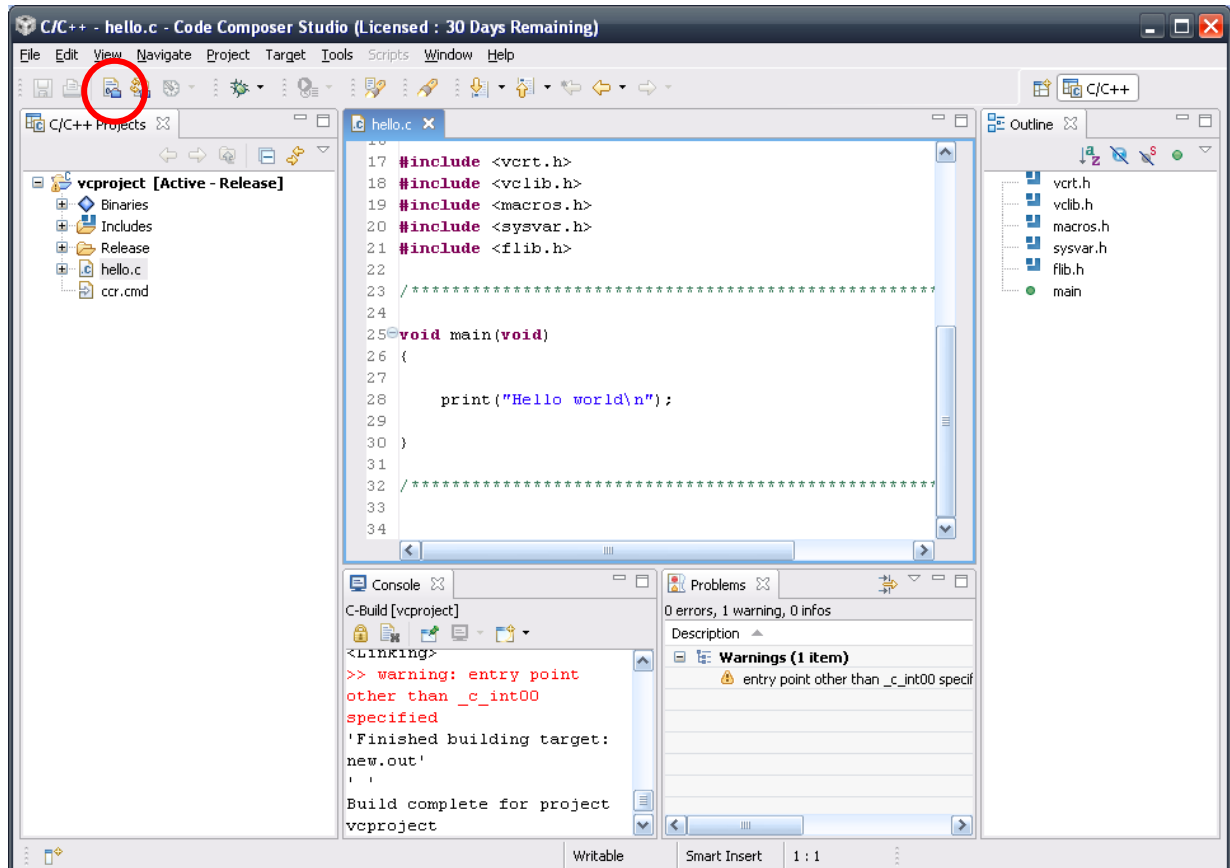 C/C++ - hello.c - Code Composer Studio (Licensed : 30 Days Remaining)
File Edit View Navigate Project Target Tools Scripts Window Help
C/C++
C/C++ Projects
vcproject [Active - Release]
Binaries
Includes
Release
hello.c
ccr.cmd
hello.c
17 #include <vcrt.h>
18 #include <vclib.h>
19 #include <macros.h>
20 #include <sysvar.h>
21 #include <flib.h>
22
23 /****************************************************
24
25 void main(void)
26 {
27
28 print("Hello world\n");
29
30 }
31
32 /****************************************************
33
34
Outline
vcrt.h
vclib.h
macros.h
sysvar.h
flib.h
main
Console
C-Build [vcproject]
<Linking>
>> warning: entry point
other than _c_int00
specified
'Finished building target:
new.out'
' '
Build complete for project
vcproject
Problems
0 errors, 1 warning, 0 infos
Description
Warnings (1 item)
entry point other than _c_int00 specif
Writable Smart Insert 1 : 1